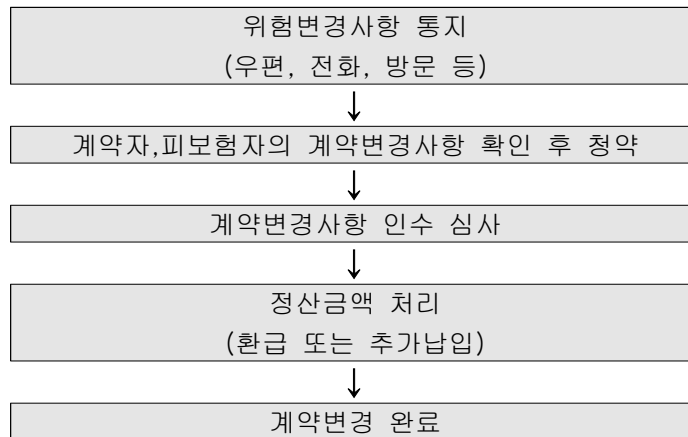 위험변경사항 통지
(우편, 전화, 방문 등)
↓
계약자,피보험자의 계약변경사항 확인 후 청약
↓
계약변경사항 인수 심사
↓
정산금액 처리
(환급 또는 추가납입)
↓
계약변경 완료